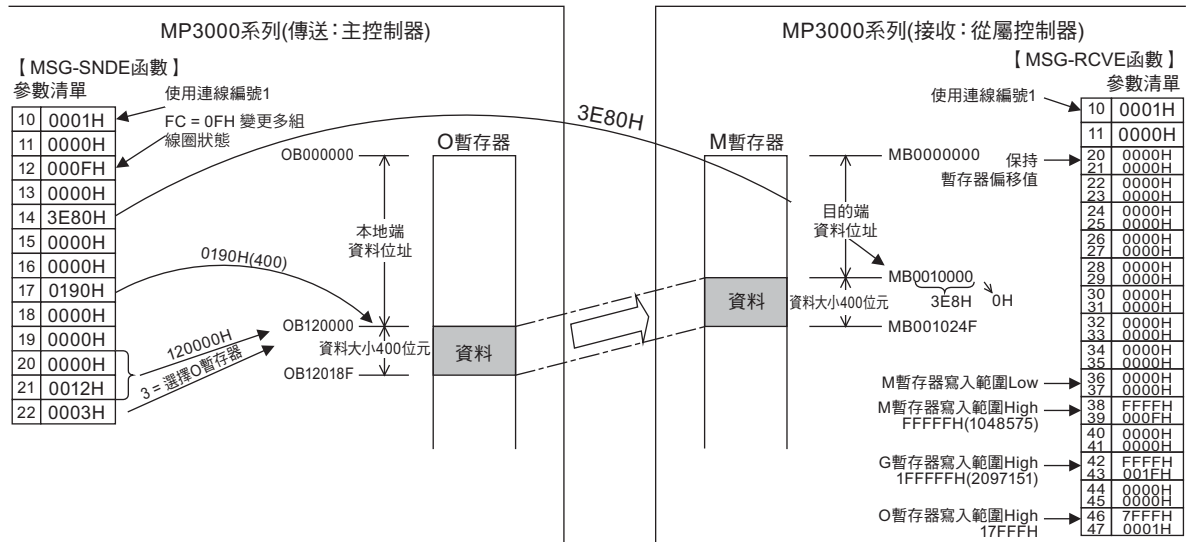 MP3000系列(傳送：主控制器)
【MSG-SNDE函數】
參數清單
10 0001H
11 0000H
12 000FH
13 0000H
14 3E80H
15 0000H
16 0000H
17 0190H
18 0000H
19 0000H
20 0000H
21 0012H
22 0003H
使用連線編號1
FC = 0FH 變更多組
線圈狀態
0190H(400)
120000H
3 = 選擇O暫存器
O暫存器
OB000000
本地端
資料位址
OB120000
資料大小400位元
OB12018F
資料
3E80H
MP3000系列(接收：從屬控制器)
M暫存器
資料
MB0000000
目的端
資料位址
MB0010000
3E8H
0H
資料大小400位元
MB001024F
【MSG-RCVE函數】
參數清單
使用連線編號1
保持
暫存器偏移值
M暫存器寫入範圍Low
M暫存器寫入範圍High
FFFFFH(1048575)
G暫存器寫入範圍High
1FFFFFH(2097151)
O暫存器寫入範圍High
17FFFH
10 0001H
11 0000H
20 0000H
21 0000H
22 0000H
23 0000H
24 0000H
25 0000H
26 0000H
27 0000H
28 0000H
29 0000H
30 0000H
31 0000H
32 0000H
33 0000H
34 0000H
35 0000H
36 0000H
37 0000H
38 FFFFH
39 000FH
40 0000H
41 0000H
42 FFFFH
43 001FH
44 0000H
45 0000H
46 7FFFH
47 0001H